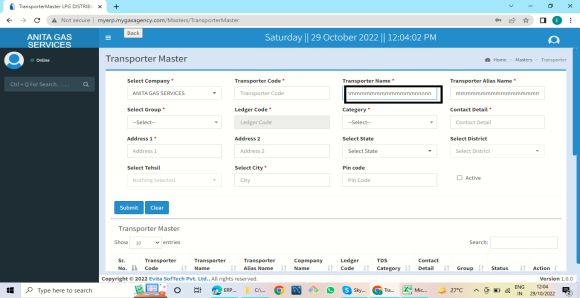 TransporterMaster LPG DISTRIB
Not secure | myerp.mygasagency.com/Masters/TransporterMaster
Back
ANITA GAS SERVICES
Saturday || 29 October 2022 || 12:04:02 PM
Online
Transporter Master
Home Masters Transporter
Ctrl + Q For Search......
Select Company * Transporter Code * Transporter Name * Transporter Alias Name *
ANITA GAS SERVICES Transporter Code
Select Group * Ledger Code * Category * Contact Detail *
--Select-- Ledger Code --Select-- Contact Detail
Address 1 * Address 2 Select State Select District
Address 1 Address 2 Select State Select District
Select Tehsil Select City * Pin code
Nothing selected City Pin Code Active
Submit Clear
Transporter Master
Show 10 entries Search:
Sr. No. Transporter Code Transporter Name Transporter Alias Name Copmpany Name Ledger Code TDS Category Contact Detail Group Status Action
Copyright © 2022 Evita SofTech Pvt. Ltd.. All rights reserved. Version 1.0.0
Type here to search ERP... C:\... Sky... Tra... Mic... 27°C ENG IN 12:04 29/10/2022